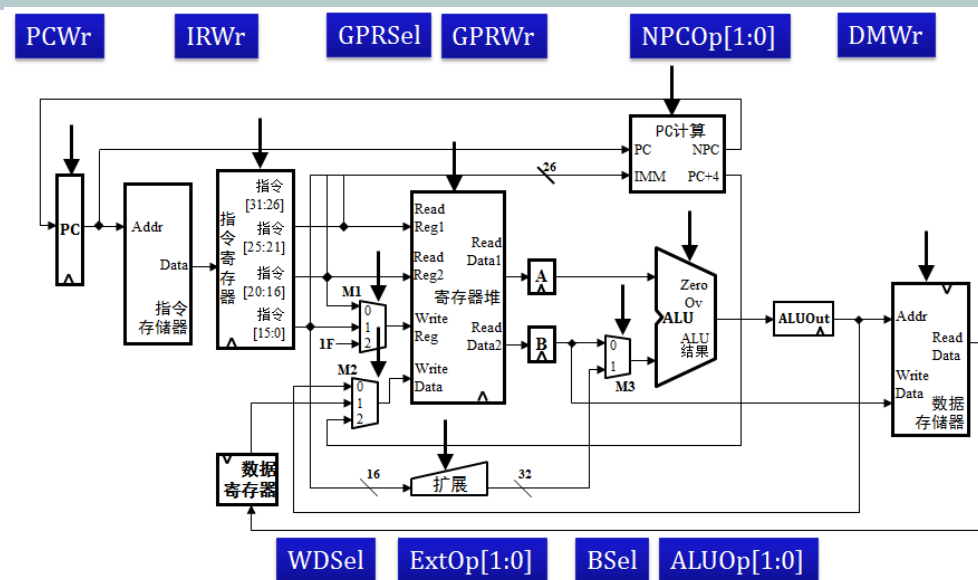 PCWr
IRWr
GPRSel
GPRWr
NPCOp[1:0]
DMWr
PC计算
PC
NPC
IMM
PC+4
26
PC
Addr
Data
指令
存储器
指令寄存器
指令
[31:26]
指令
[25:21]
指令
[20:16]
指令
[15:0]
M1
0
1
2
1F
M2
0
1
2
Read
Reg1
Read
Reg2
Write
Reg
Write
Data
Read
Data1
寄存器堆
Read
Data2
A
B
M3
0
1
Zero
Ov
ALU
ALU
结果
ALUOut
Addr
Read
Data
Write
Data
数据
存储器
数据
寄存器
16
扩展
32
WDSel
ExtOp[1:0]
BSel
ALUOp[1:0]